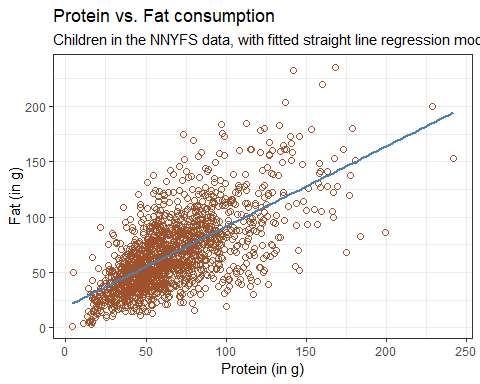 Protein vs. Fat consumption
Children in the NNYFS data, with fitted straight line regression mod
Fat (in g)
200
150
100
50
0
0 50 100 150 200 250
Protein (in g)